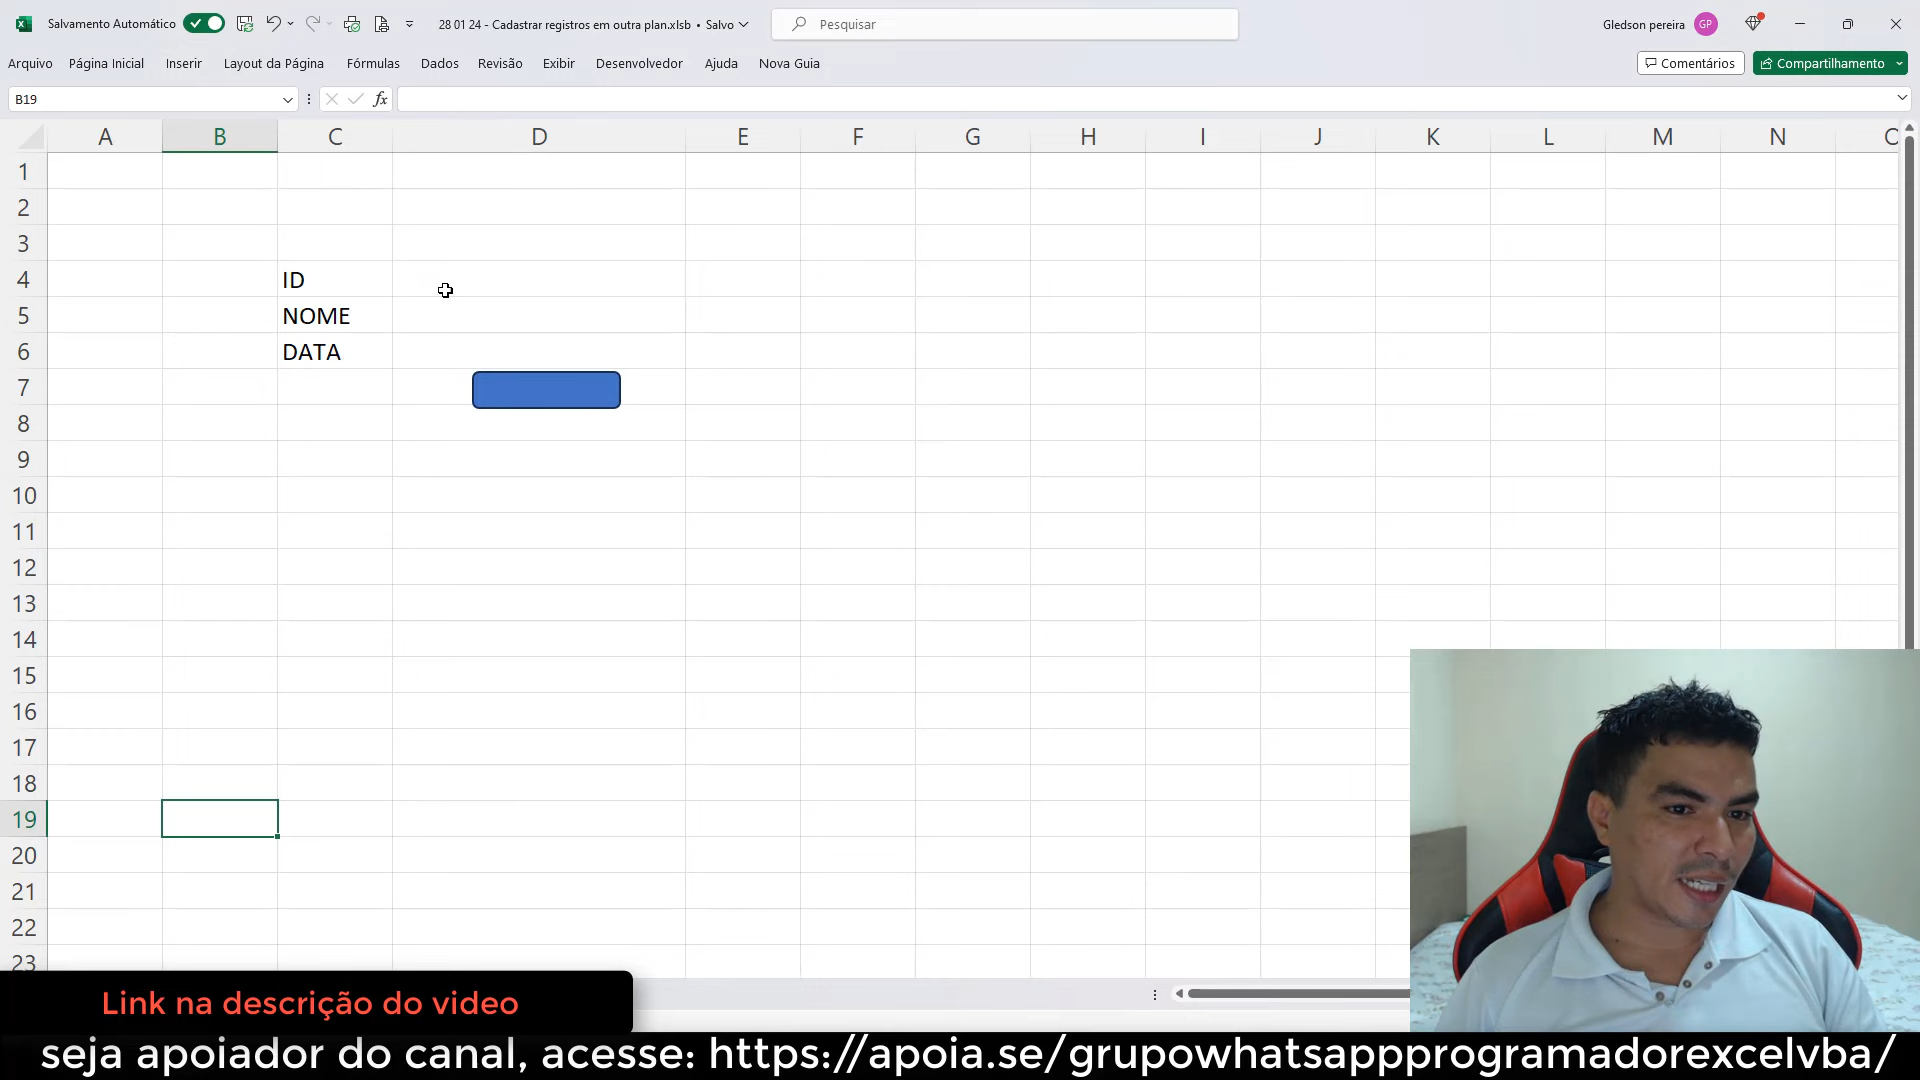 Salvamento Automático
28 01 24 - Cadastrar registros em outra plan.xlsb • Salvo
Pesquisar
Gledson pereira
GP
Arquivo Página Inicial Inserir Layout da Página Fórmulas Dados Revisão Exibir Desenvolvedor Ajuda Nova Guia
Comentários
Compartilhamento
B19
fx
A B C D E F G H I J K L M N O
1
2
3
4 ID
5 NOME
6 DATA
7
8
9
10
11
12
13
14
15
16
17
18
19
20
21
22
23
Link na descrição do video
seja apoiador do canal, acesse: https://apoia.se/grupowhatsappprogramadorexcelvba/